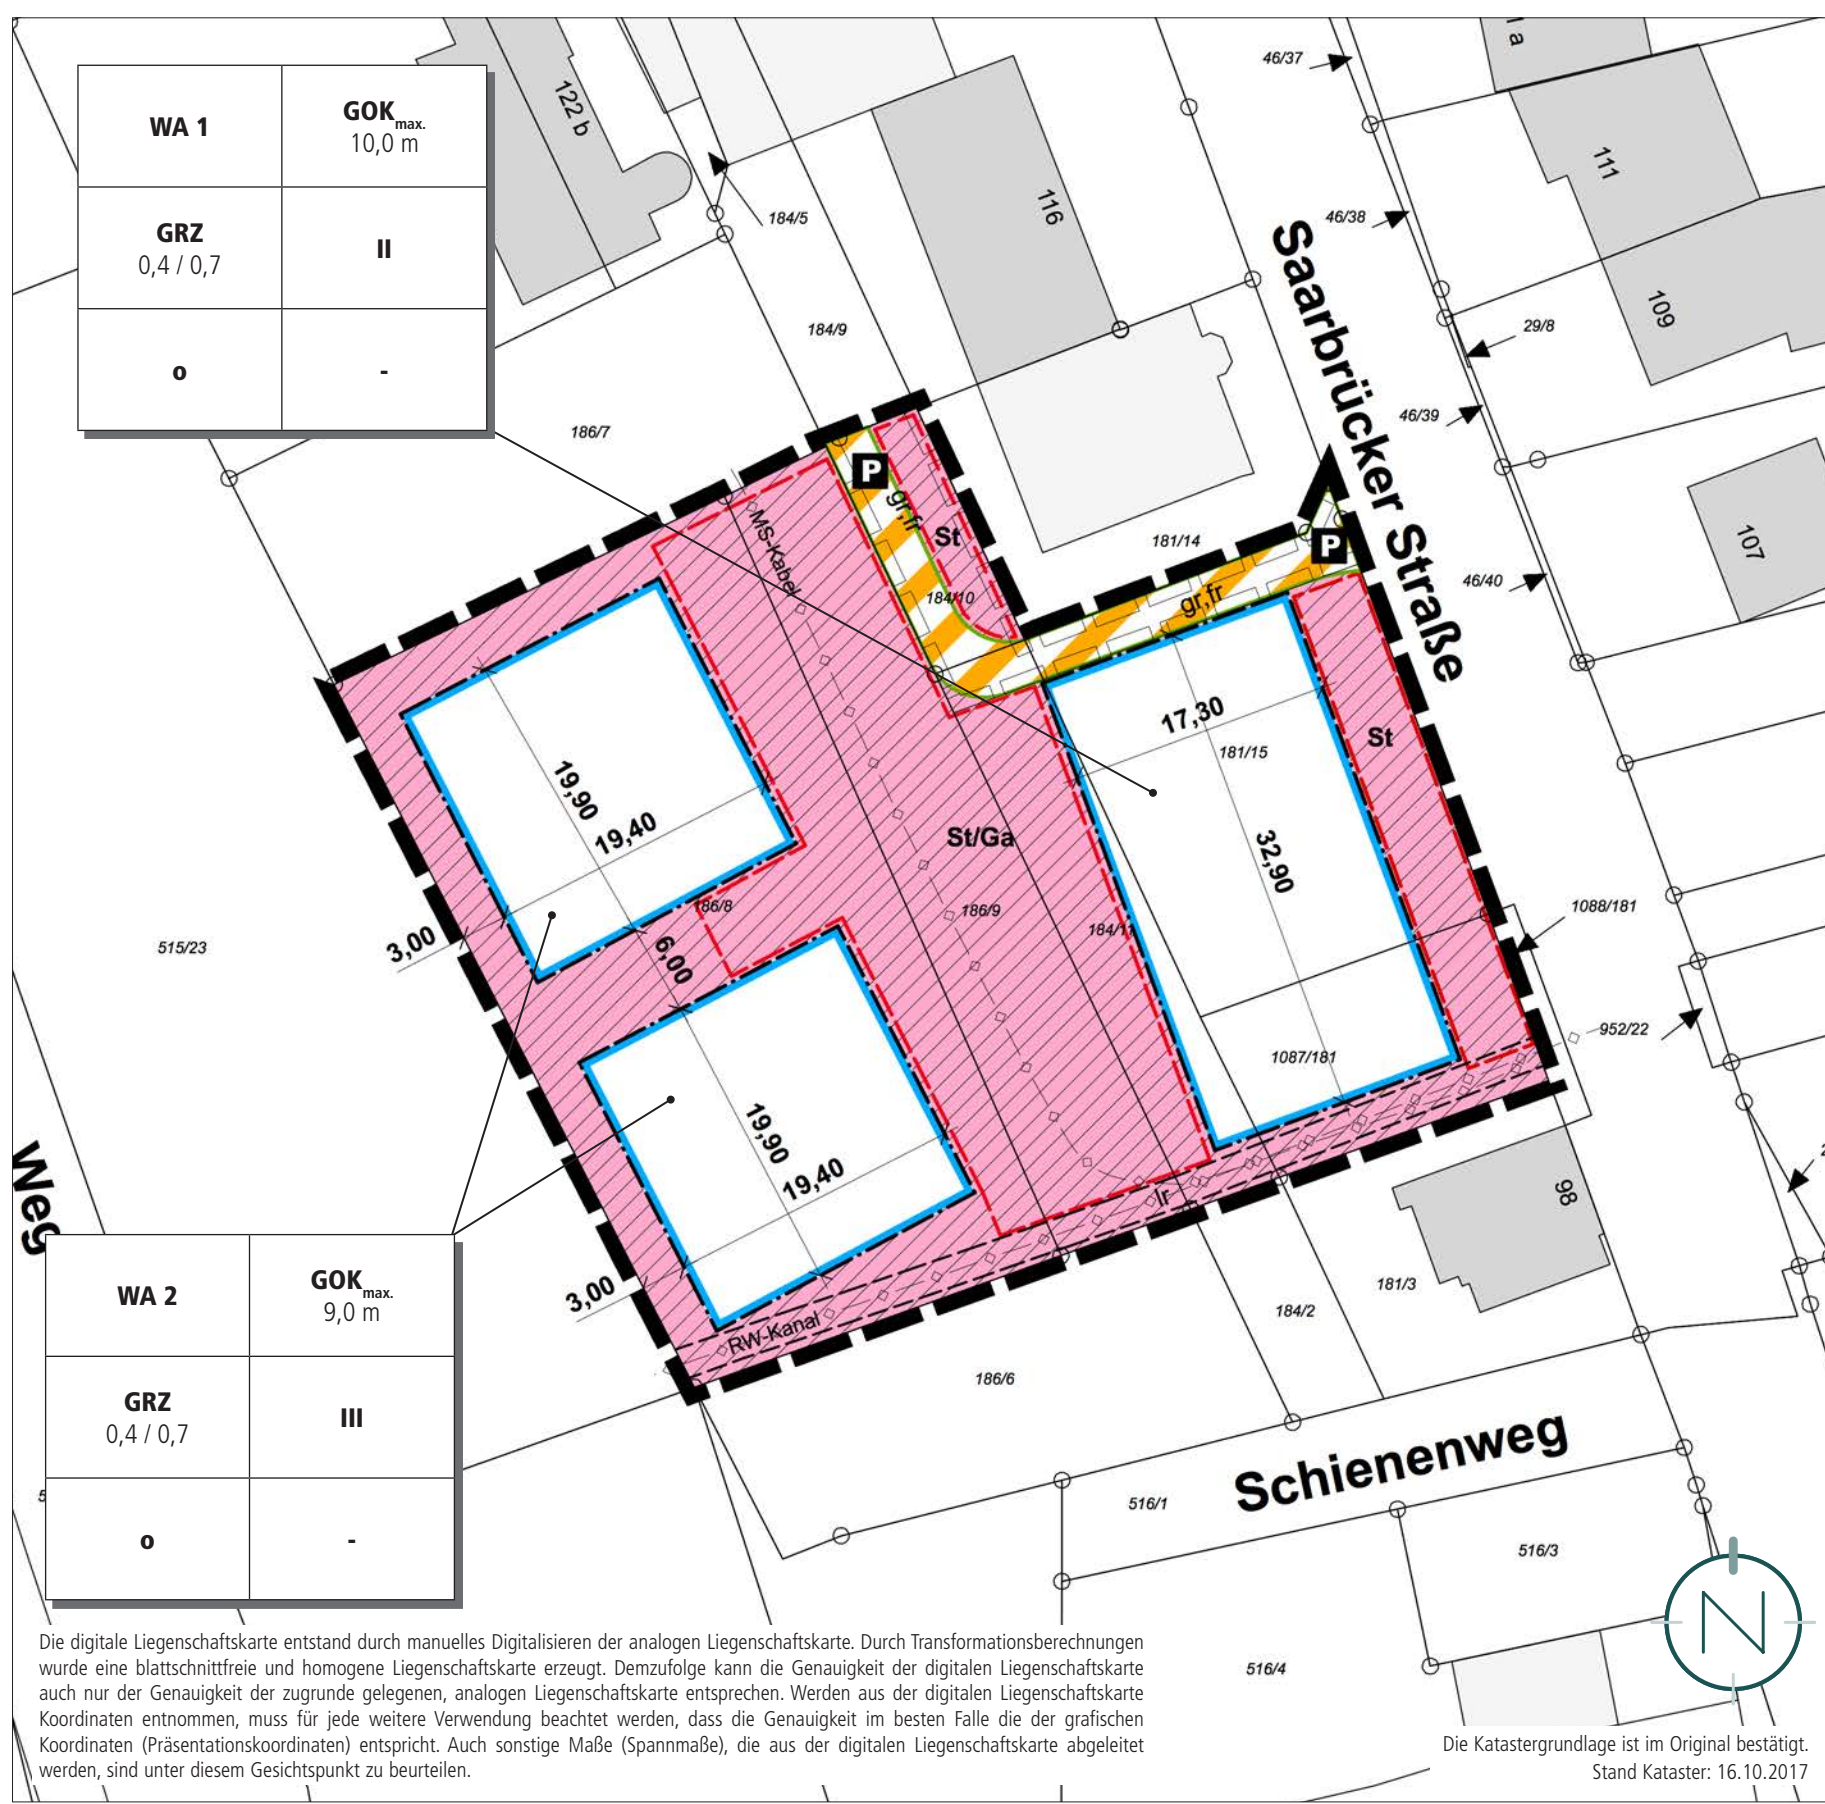 WA 1
GOK max.
10,0 m
GRZ
0,4 / 0,7
II
o
-
122 b
184/5
116
46/37
1 a
111
46/38
109
29/8
184/9
Saarbrücker Straße
46/39
107
46/40
186/7
P
gr,fr
St
184/10
MS-Kabel
181/14
P
gr,fr
17,30
181/15
St
19,90
19,40
St/Ga
32,90
186/8
186/9
184/11
3,00
6,00
515/23
1088/181
952/22
1087/181
19,90
19,40
lr
98
3,00
RW-Kanal
181/3
184/2
186/6
Weg
WA 2
GOK max.
9,0 m
GRZ
0,4 / 0,7
III
o
-
Schienenweg
516/1
516/3
516/4
N
Die digitale Liegenschaftskarte entstand durch manuelles Digitalisieren der analogen Liegenschaftskarte. Durch Transformationsberechnungen
wurde eine blattschnittfreie und homogene Liegenschaftskarte erzeugt. Demzufolge kann die Genauigkeit der digitalen Liegenschaftskarte
auch nur der Genauigkeit der zugrunde gelegenen, analogen Liegenschaftskarte entsprechen. Werden aus der digitalen Liegenschaftskarte
Koordinaten entnommen, muss für jede weitere Verwendung beachtet werden, dass die Genauigkeit im besten Falle die der grafischen
Koordinaten (Präsentationskoordinaten) entspricht. Auch sonstige Maße (Spannmaße), die aus der digitalen Liegenschaftskarte abgeleitet
werden, sind unter diesem Gesichtspunkt zu beurteilen.
Die Katastergrundlage ist im Original bestätigt.
Stand Kataster: 16.10.2017